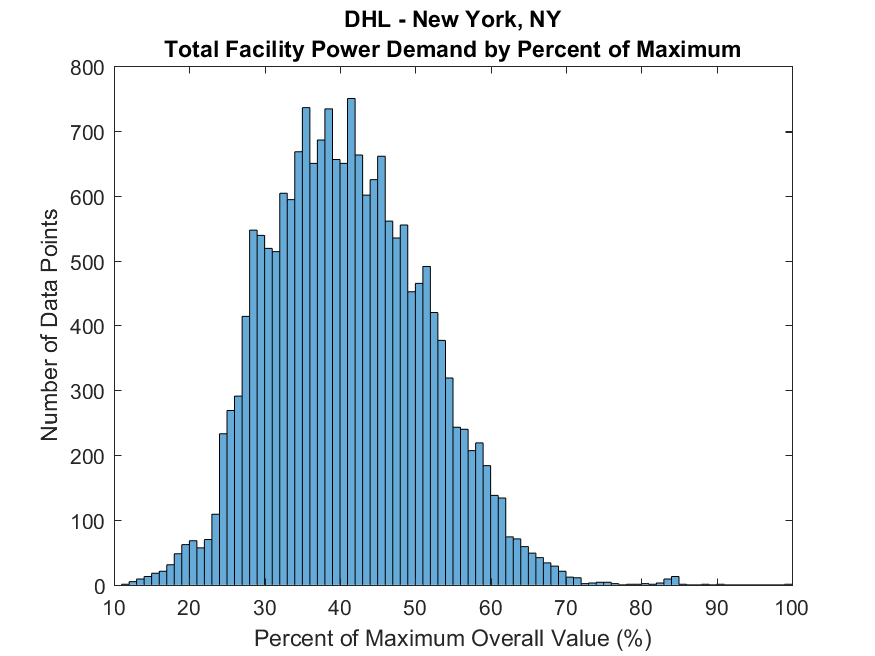 DHL - New York, NY
Total Facility Power Demand by Percent of Maximum
800
700
600
500
400
300
200
100
0
Number of Data Points
10 20 30 40 50 60 70 80 90 100
Percent of Maximum Overall Value (%)